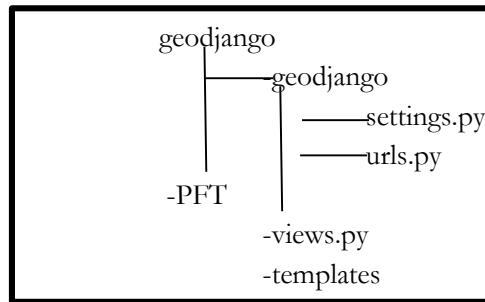 geodjango
-geodjango
settings.py
urls.py
-PFT
-views.py
-templates